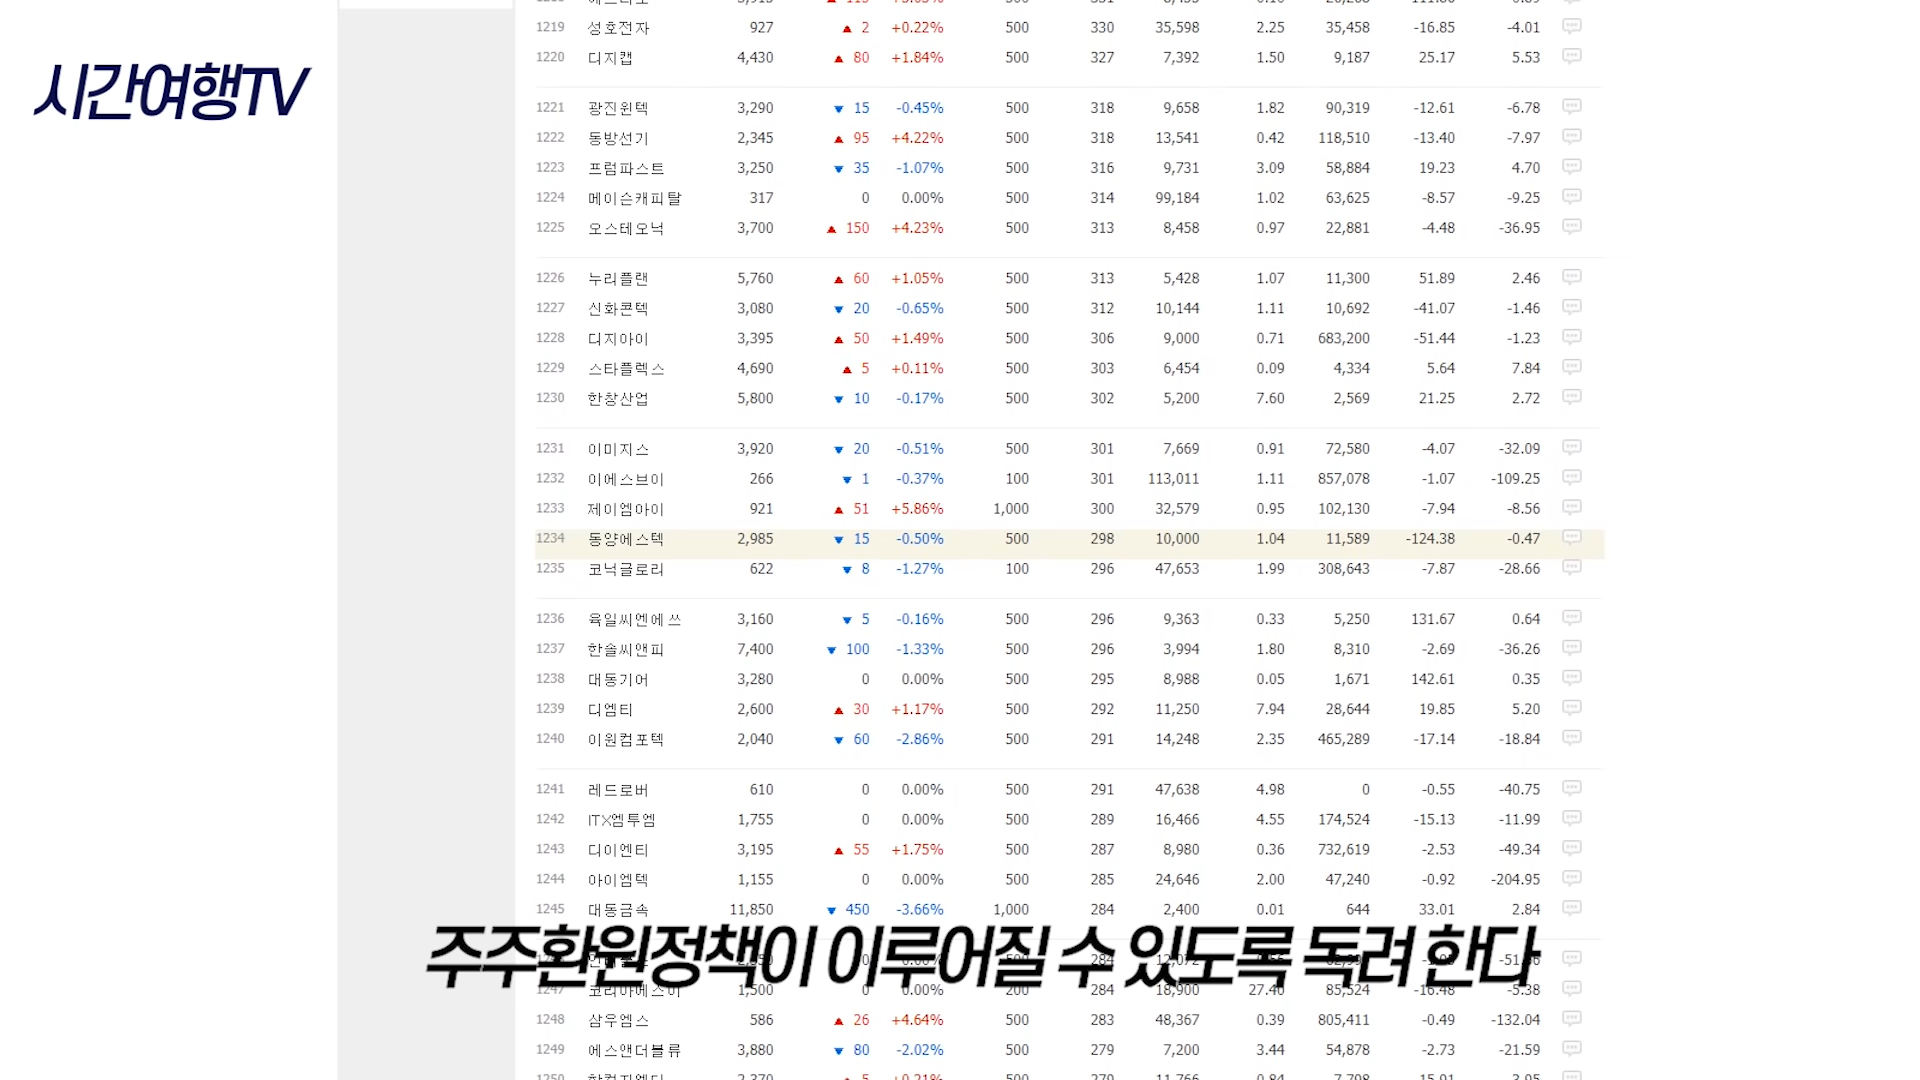 1219 성호전자 927 ▲ 2 +0.22% 500 330 35,598 2.25 35,458 -16.85 -4.01
1220 디지캡 4,430 ▲ 80 +1.84% 500 327 7,392 1.50 9,187 25.17 5.53
시간여행TV
1221 광진윈텍 3,290 ▼ 15 -0.45% 500 318 9,658 1.82 90,319 -12.61 -6.78
1222 동방선기 2,345 ▲ 95 +4.22% 500 318 13,541 0.42 118,510 -13.40 -7.97
1223 프럼파스트 3,250 ▼ 35 -1.07% 500 316 9,731 3.09 58,884 19.23 4.70
1224 메이슨캐피탈 317 0 0.00% 500 314 99,184 1.02 63,625 -8.57 -9.25
1225 오스테오닉 3,700 ▲ 150 +4.23% 500 313 8,458 0.97 22,881 -4.48 -36.95
1226 누리플랜 5,760 ▲ 60 +1.05% 500 313 5,428 1.07 11,300 51.89 2.46
1227 신화콘텍 3,080 ▼ 20 -0.65% 500 312 10,144 1.11 10,692 -41.07 -1.46
1228 디지아이 3,395 ▲ 50 +1.49% 500 306 9,000 0.71 683,200 -51.44 -1.23
1229 스타플렉스 4,690 ▲ 5 +0.11% 500 303 6,454 0.09 4,334 5.64 7.84
1230 한창산업 5,800 ▼ 10 -0.17% 500 302 5,200 7.60 2,569 21.25 2.72
1231 이미지스 3,920 ▼ 20 -0.51% 500 301 7,669 0.91 72,580 -4.07 -32.09
1232 이에스브이 266 ▼ 1 -0.37% 100 301 113,011 1.11 857,078 -1.07 -109.25
1233 제이엠아이 921 ▲ 51 +5.86% 1,000 300 32,579 0.95 102,130 -7.94 -8.56
1234 동양에스텍 2,985 ▼ 15 -0.50% 500 298 10,000 1.04 11,589 -124.38 -0.47
1235 코닉글로리 622 ▼ 8 -1.27% 100 296 47,653 1.99 308,643 -7.87 -28.66
1236 육일씨엔에쓰 3,160 ▼ 5 -0.16% 500 296 9,363 0.33 5,250 131.67 0.64
1237 한솔씨앤피 7,400 ▼ 100 -1.33% 500 296 3,994 1.80 8,310 -2.69 -36.26
1238 대동기어 3,280 0 0.00% 500 295 8,988 0.05 1,671 142.61 0.35
1239 디엠티 2,600 ▲ 30 +1.17% 500 292 11,250 7.94 28,644 19.85 5.20
1240 이원컴포텍 2,040 ▼ 60 -2.86% 500 291 14,248 2.35 465,289 -17.14 -18.84
1241 레드로버 610 0 0.00% 500 291 47,638 4.98 0 -0.55 -40.75
1242 ITX엠투엠 1,755 0 0.00% 500 289 16,466 4.55 174,524 -15.13 -11.99
1243 디이엔티 3,195 ▲ 55 +1.75% 500 287 8,980 0.36 732,619 -2.53 -49.34
1244 아이엠텍 1,155 0 0.00% 500 285 24,646 2.00 47,240 -0.92 -204.95
1245 대동금속 11,850 ▼ 450 -3.66% 1,000 284 2,400 0.01 644 33.01 2.84
주주환원정책이 이루어질 수 있도록 독려 한다
1247 코리아에스이 1,500 0 0.00% 200 284 18,900 27.40 85,524 -16.48 -5.38
1248 삼우엠스 586 ▲ 26 +4.64% 500 283 48,367 0.39 805,411 -0.49 -132.04
1249 에스앤더블류 3,880 ▼ 80 -2.02% 500 279 7,200 3.44 54,878 -2.73 -21.59